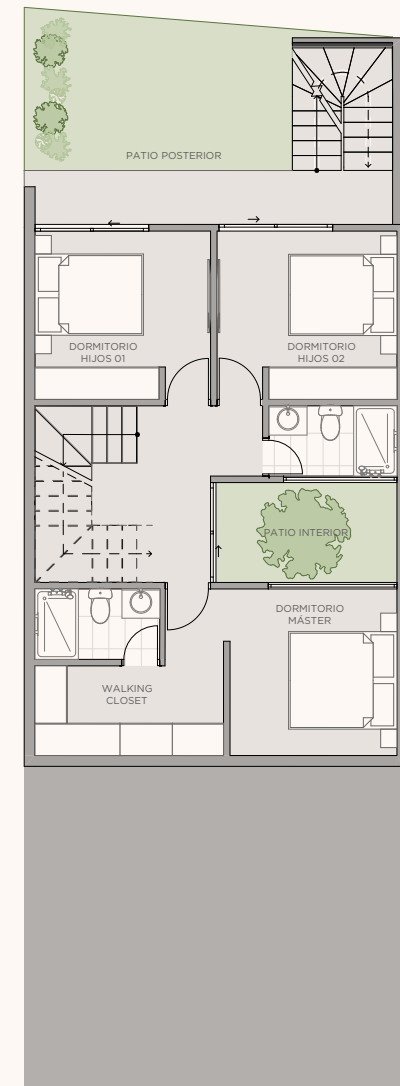 PATIO POSTERIOR
DORMITORIO
HIJOS 01
DORMITORIO
HIJOS 02
PATIO INTERIOR
DORMITORIO
MÁSTER
WALKING
CLOSET